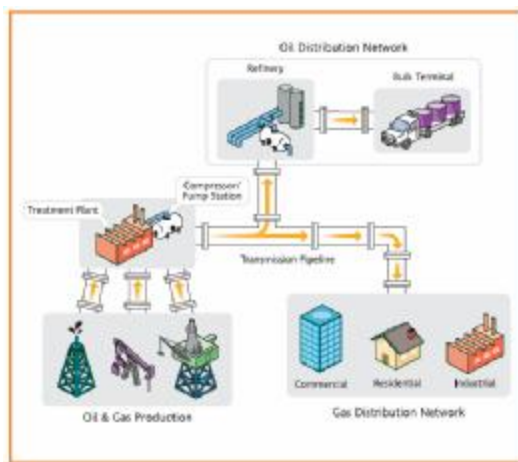 Oil Distribution Network
Refinery
Bulk Terminal
Compressor/
Pump Station
Treatment Plant
Transmission Pipeline
Oil & Gas Production
Commercial
Residential
Industrial
Gas Distribution Network